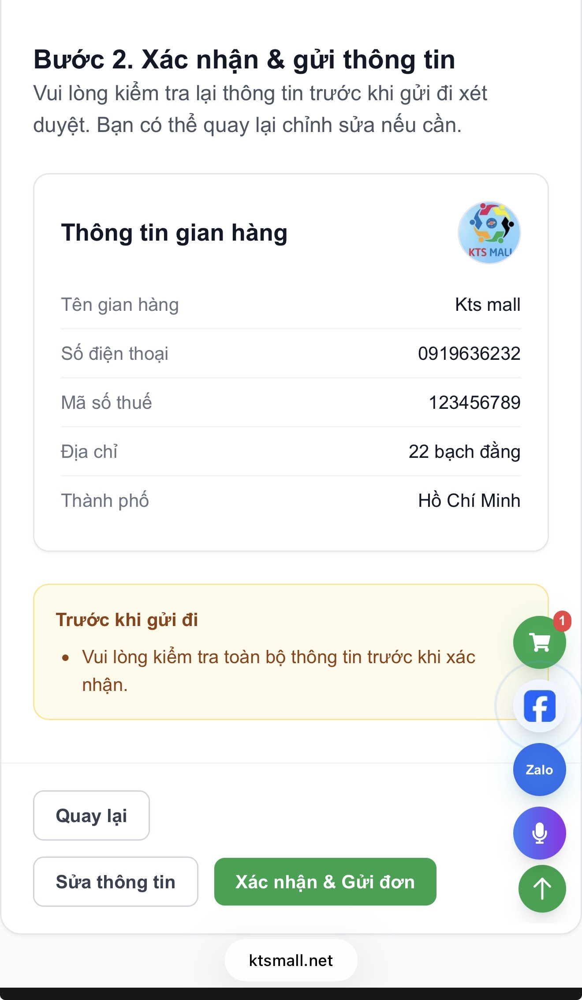 Bước 2. Xác nhận & gửi thông tin
Vui lòng kiểm tra lại thông tin trước khi gửi đi xét
duyệt. Bạn có thể quay lại chỉnh sửa nếu cần.
Thông tin gian hàng
KTS MALL
Tên gian hàng Kts mall
Số điện thoại 0919636232
Mã số thuế 123456789
Địa chỉ 22 bạch đằng
Thành phố Hồ Chí Minh
Trước khi gửi đi
1
• Vui lòng kiểm tra toàn bộ thông tin trước khi xác
nhận.
Zalo
Quay lại
Sửa thông tin Xác nhận & Gửi đơn
ktsmall.net